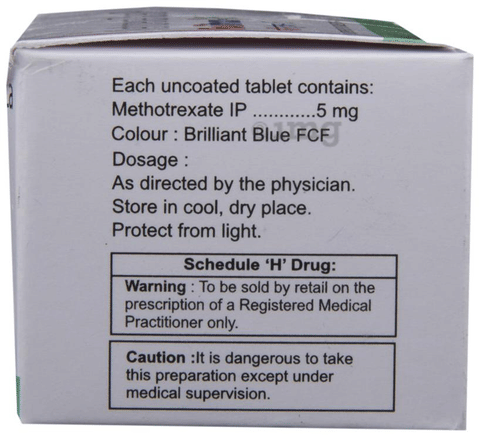 Each uncoated tablet contains:
Methotrexate IP ............5 mg
Colour : Brilliant Blue FCF
Dosage :
As directed by the physician.
Store in cool, dry place.
Protect from light.
Schedule ‘H’ Drug:
Warning : To be sold by retail on the
prescription of a Registered Medical
Practitioner only.
Caution :It is dangerous to take
this preparation except under
medical supervision.